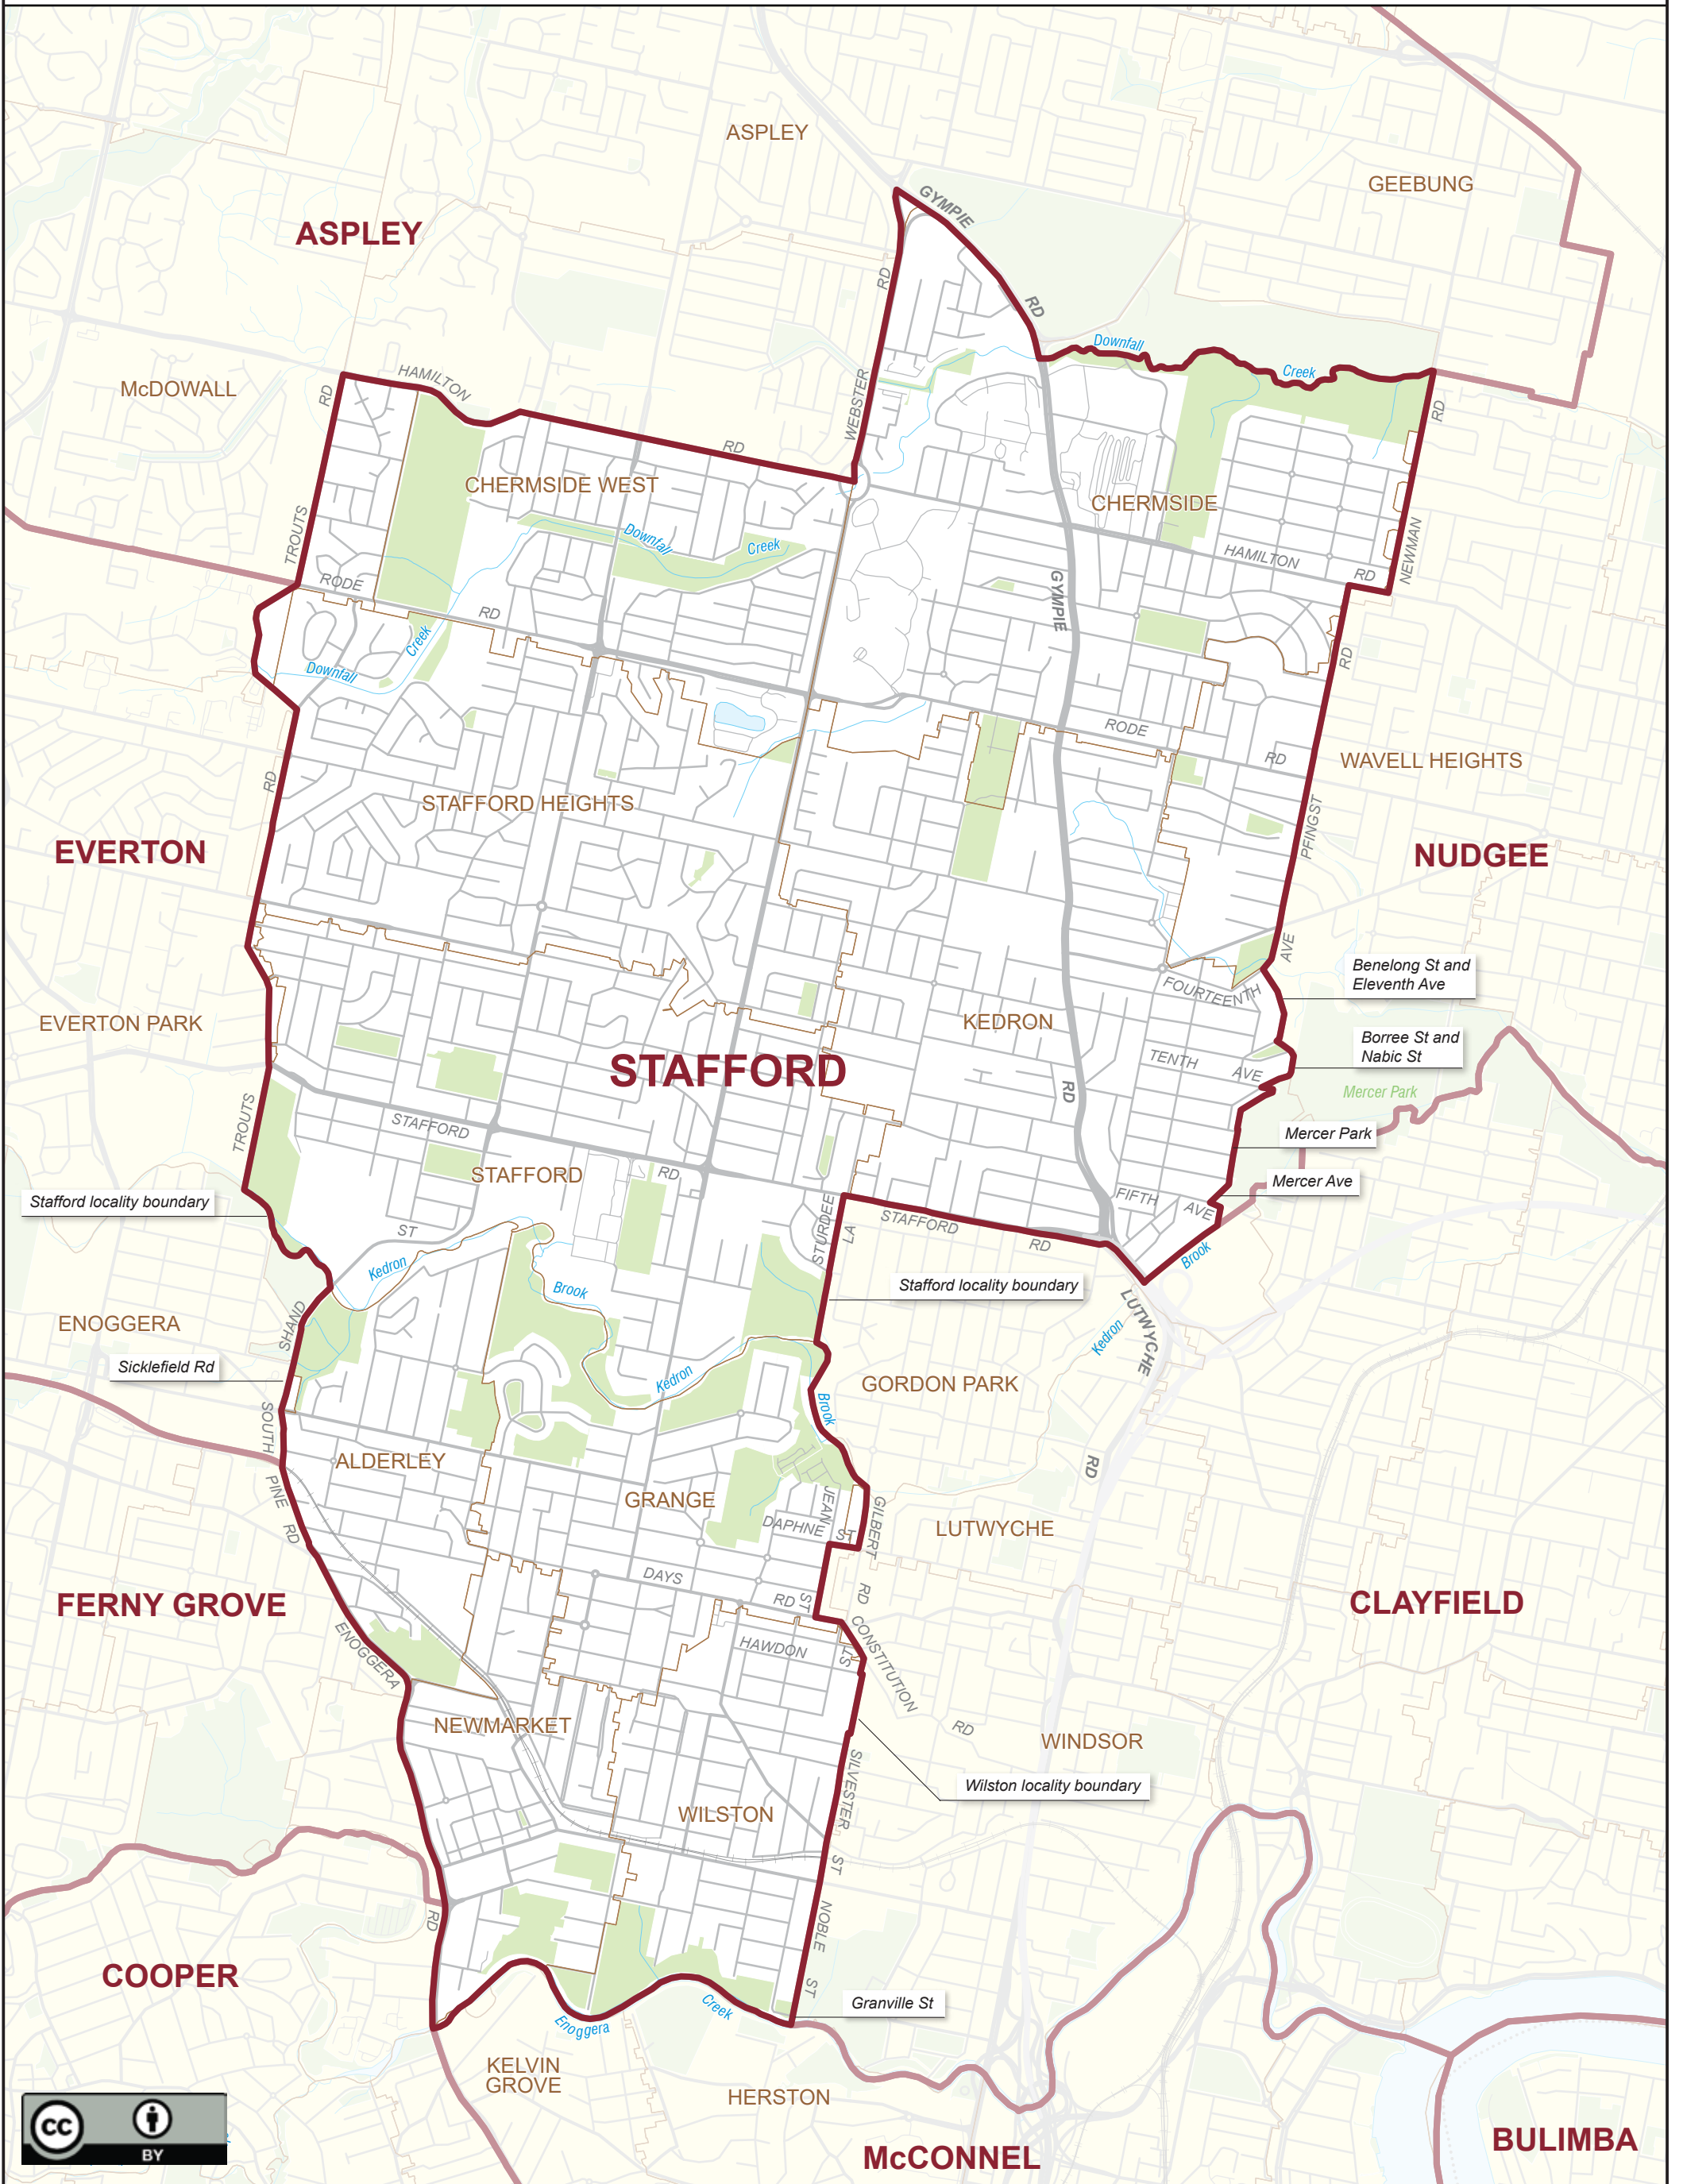 ASPLEY
GEEBUNG
ASPLEY
GYMPIE
RD
RD
Downfall
Creek
McDOWALL
RD
HAMILTON
RD
WEBSTER
RD
CHERMSIDE WEST
CHERMSIDE
TROUTS
Downfall
Creek
HAMILTON
RD
NEWMAN
RODE
RD
GYMPIE
Creek
Downfall
RD
RODE
RD
WAVELL HEIGHTS
RD
STAFFORD HEIGHTS
PFINGST
EVERTON
NUDGEE
AVE
Benelong St and
Eleventh Ave
FOURTEENTH
EVERTON PARK
KEDRON
Borree St and
Nabic St
STAFFORD
TENTH
AVE
RD
Mercer Park
TROUTS
STAFFORD
Mercer Park
STAFFORD
RD
Mercer Ave
FIFTH
AVE
Stafford locality boundary
ST
STURDEE
LA
STAFFORD
RD
Brook
Kedron
Brook
Stafford locality boundary
ENOGGERA
SHAND
LUTWYCHE
Kedron
Sicklefield Rd
Kedron
GORDON PARK
Brook
SOUTH
PINE
RD
ALDERLEY
RD
GRANGE
JEAN
DAPHNE
ST
GILBERT
LUTWYCHE
FERNY GROVE
DAYS
RD
ST
RD
CLAYFIELD
ENOGGERA
HAWDON
ST
CONSTITUTION
RD
NEWMARKET
WINDSOR
SILVESTER
Wilston locality boundary
WILSTON
ST
RD
NOBLE
COOPER
ST
Creek
Granville St
Enoggera
KELVIN
GROVE
HERSTON
cc
BY
BULIMBA
McCONNEL